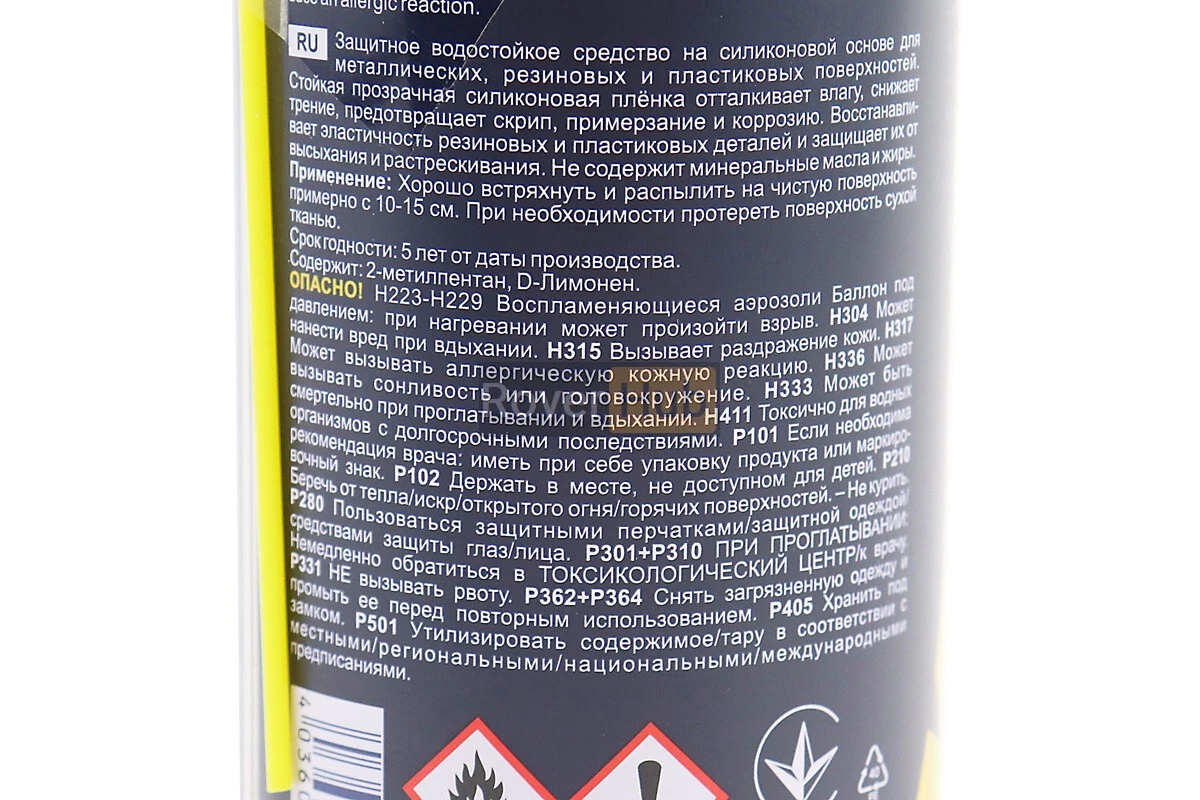 cause an allergic reaction.
RU Защитное водостойкое средство на силиконовой основе для
металлических, резиновых и пластиковых поверхностей.
Стойкая прозрачная силиконовая плёнка отталкивает влагу, снижает
трение, предотвращает скрип, примерзание и коррозию. Восстанавли-
вает эластичность резиновых и пластиковых деталей и защищает их от
высыхания и растрескивания. Не содержит минеральные масла и жиры.
Применение: Хорошо встряхнуть и распылить на чистую поверхность
примерно с 10-15 см. При необходимости протереть поверхность сухой
тканью.
Срок годности: 5 лет от даты производства.
Содержит: 2-метилпентан, D-Лимонен.
ОПАСНО! H223-H229 Воспламеняющиеся аэрозоли Баллон под
давлением: при нагревании может произойти взрыв. H304 Может
нанести вред при вдыхании. H315 Вызывает раздражение кожи. H317
Может вызывать аллергическую кожную реакцию. H336 Может
вызывать сонливость или головокружение. H333 Может быть
смертельно при проглатывании и вдыхании. H411 Токсично для водных
организмов с долгосрочными последствиями. P101 Если необходима
рекомендация врача: иметь при себе упаковку продукта или маркиро-
вочный знак. P102 Держать в месте, не доступном для детей. P210
Беречь от тепла/искр/открытого огня/горячих поверхностей. – Не курить.
P280 Пользоваться защитными перчатками/защитной одеждой/
средствами защиты глаз/лица. P301+P310 ПРИ ПРОГЛАТЫВАНИИ:
Немедленно обратиться в ТОКСИКОЛОГИЧЕСКИЙ ЦЕНТР/к врачу.
P331 НЕ вызывать рвоту. P362+P364 Снять загрязненную одежду и
промыть ее перед повторным использованием. P405 Хранить под
замком. P501 Утилизировать содержимое/тару в соответствии с
местными/региональными/национальными/международными
предписаниями.
RoverHub
4 0360
40